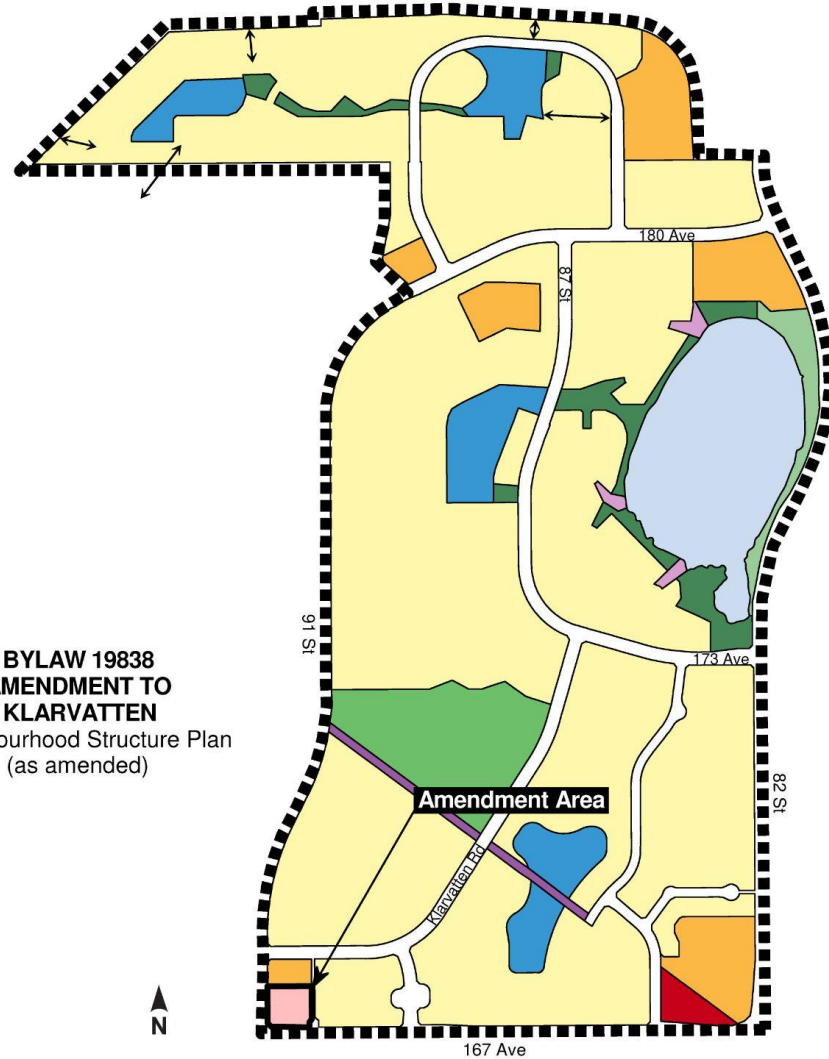 180 Ave
87 St
91 St
173 Ave
BYLAW 19838
AMENDMENT TO
KLARVATTEN
ourhood Structure Plan
(as amended)
82 St
Amendment Area
Klarvatten Rd
N
167 Ave